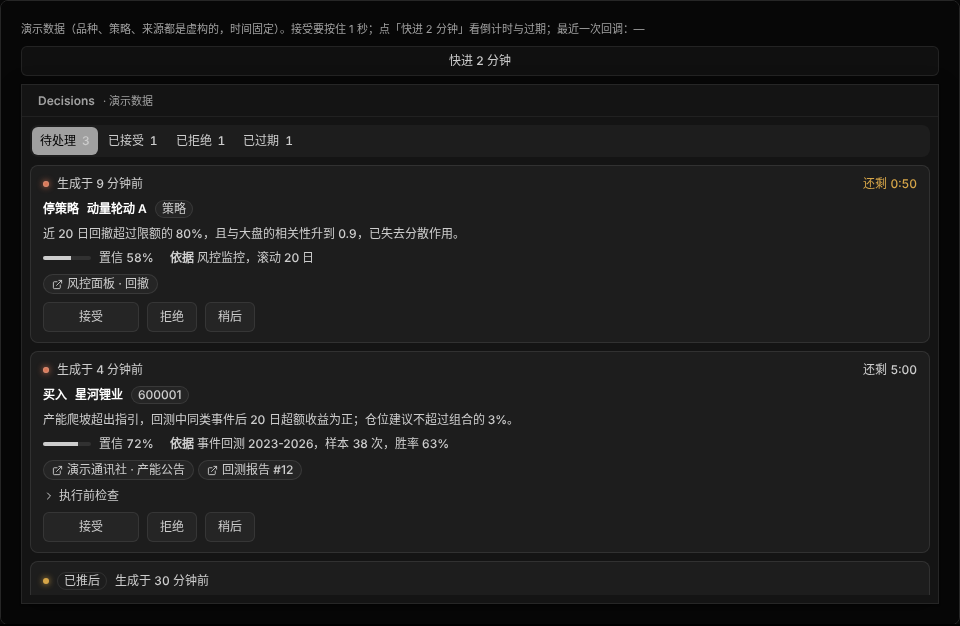 演示数据（品种、策略、来源都是虚构的，时间固定）。接受要按住 1 秒；点「快进 2 分钟」看倒计时与过期；最近一次回调：—
快进 2 分钟
Decisions · 演示数据
待处理 3 已接受 1 已拒绝 1 已过期 1
生成于 9 分钟前 还剩 0:50
停策略 动量轮动 A 策略
近 20 日回撤超过限额的 80%，且与大盘的相关性升到 0.9，已失去分散作用。
置信 58% 依据 风控监控，滚动 20 日
风控面板 · 回撤
接受 拒绝 稍后
生成于 4 分钟前 还剩 5:00
买入 星河锂业 600001
产能爬坡超出指引，回测中同类事件后 20 日超额收益为正；仓位建议不超过组合的 3%。
置信 72% 依据 事件回测 2023-2026，样本 38 次，胜率 63%
演示通讯社 · 产能公告 回测报告 #12
执行前检查
接受 拒绝 稍后
已推后 生成于 30 分钟前